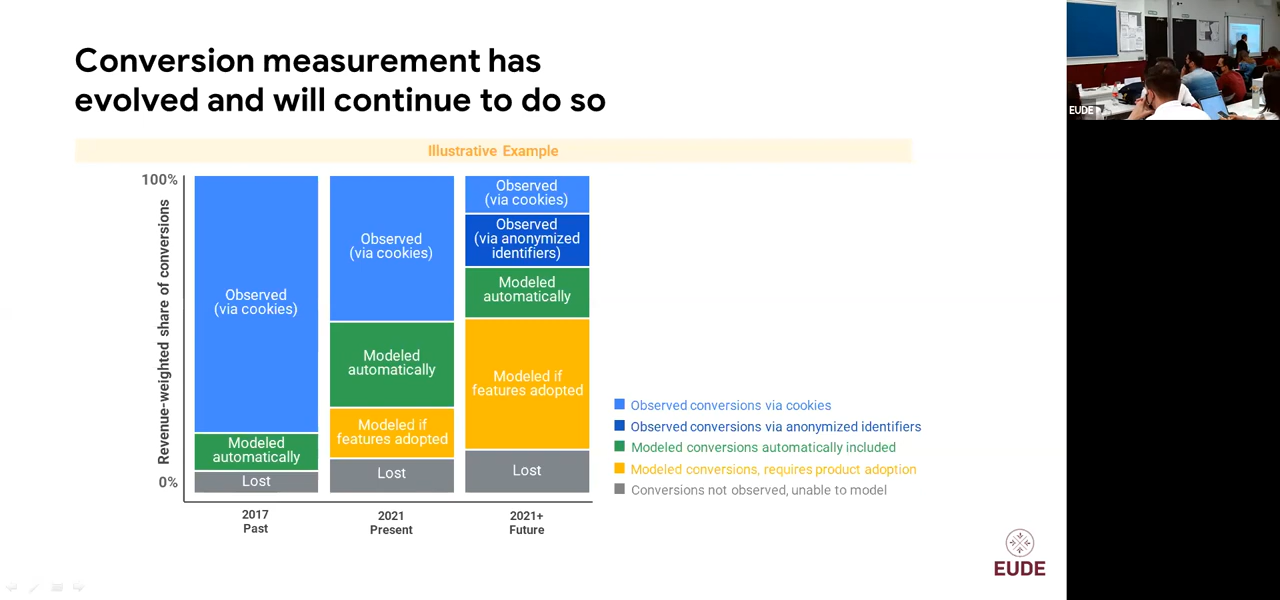 Conversion measurement has
evolved and will continue to do so
Illustrative Example
Revenue-weighted share of conversions
100%
0%
Observed
(via cookies)
Modeled
automatically
Lost
2017
Past
Observed
(via cookies)
Modeled
automatically
Modeled if
features adopted
Lost
2021
Present
Observed
(via cookies)
Observed
(via anonymized
identifiers)
Modeled
automatically
Modeled if
features adopted
Lost
2021+
Future
Observed conversions via cookies
Observed conversions via anonymized identifiers
Modeled conversions automatically included
Modeled conversions, requires product adoption
Conversions not observed, unable to model
EUDE
EUDE